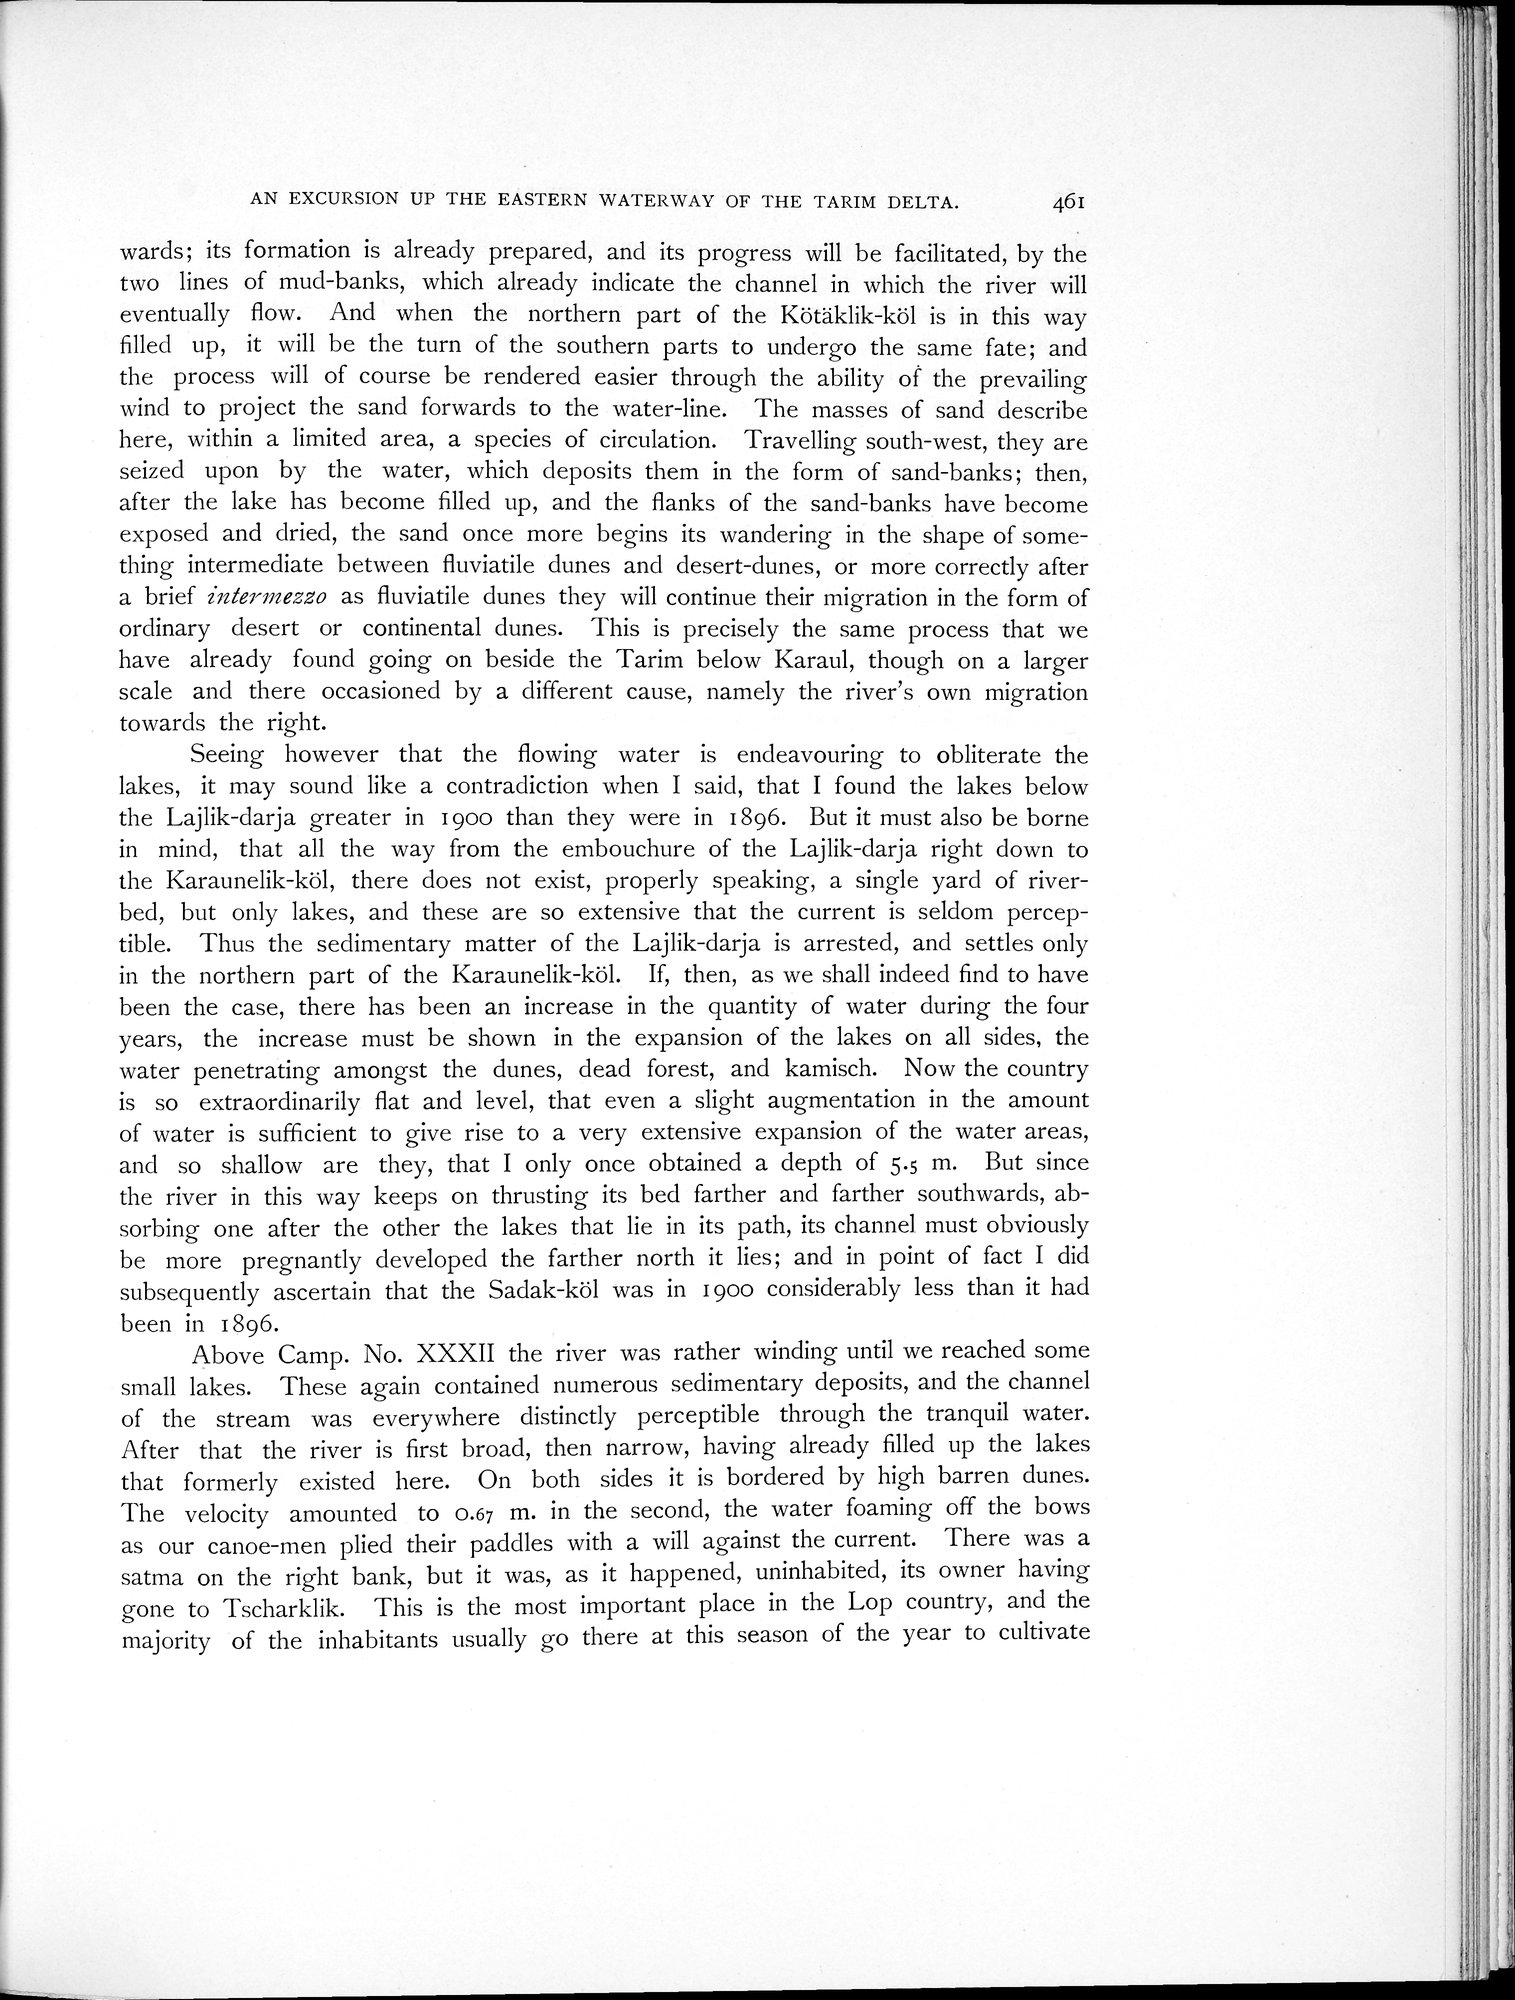 AN EXCURSION UP THE EASTERN WATERWAY OF THE TARIM DELTA. 461
wards; its formation is already prepared, and its progress will be facilitated, by the
two lines of mud-banks, which already indicate the channel in which the river will
eventually flow. And when the northern part of the Kötäklik-köl is in this way
filled up, it will be the turn of the southern parts to undergo the same fate; and
the process will of course be rendered easier through the ability of the prevailing
wind to project the sand forwards to the water-line. The masses of sand describe
here, within a limited area, a species of circulation. Travelling south-west, they are
seized upon by the water, which deposits them in the form of sand-banks; then,
after the lake has become filled up, and the flanks of the sand-banks have become
exposed and dried, the sand once more begins its wandering in the shape of some-
thing intermediate between fluviatile dunes and desert-dunes, or more correctly after
a brief intermezzo as fluviatile dunes they will continue their migration in the form of
ordinary desert or continental dunes. This is precisely the same process that we
have already found going on beside the Tarim below Karaul, though on a larger
scale and there occasioned by a different cause, namely the river's own migration
towards the right.
Seeing however that the flowing water is endeavouring to obliterate the
lakes, it may sound like a contradiction when I said, that I found the lakes below
the Lajlik-darja greater in 1900 than they were in 1896. But it must also be borne
in mind, that all the way from the embouchure of the Lajlik-darja right down to
the Karaunelik-köl, there does not exist, properly speaking, a single yard of river-
bed, but only lakes, and these are so extensive that the current is seldom percep-
tible. Thus the sedimentary matter of the Lajlik-darja is arrested, and settles only
in the northern part of the Karaunelik-köl. If, then, as we shall indeed find to have
been the case, there has been an increase in the quantity of water during the four
years, the increase must be shown in the expansion of the lakes on all sides, the
water penetrating amongst the dunes, dead forest, and kamisch. Now the country
is so extraordinarily flat and level, that even a slight augmentation in the amount
of water is sufficient to give rise to a very extensive expansion of the water areas,
and so shallow are they, that I only once obtained a depth of 5.5 m. But since
the river in this way keeps on thrusting its bed farther and farther southwards, ab-
sorbing one after the other the lakes that lie in its path, its channel must obviously
be more pregnantly developed the farther north it lies; and in point of fact I did
subsequently ascertain that the Sadak-köl was in 1900 considerably less than it had
been in 1896.
Above Camp. No. XXXII the river was rather winding until we reached some
small lakes. These again contained numerous sedimentary deposits, and the channel
of the stream was everywhere distinctly perceptible through the tranquil water.
After that the river is first broad, then narrow, having already filled up the lakes
that formerly existed here. On both sides it is bordered by high barren dunes.
The velocity amounted to 0.67 m. in the second, the water foaming off the bows
as our canoe-men plied their paddles with a will against the current. There was a
satma on the right bank, but it was, as it happened, uninhabited, its owner having
gone to Tscharklik. This is the most important place in the Lop country, and the
majority of the inhabitants usually go there at this season of the year to cultivate